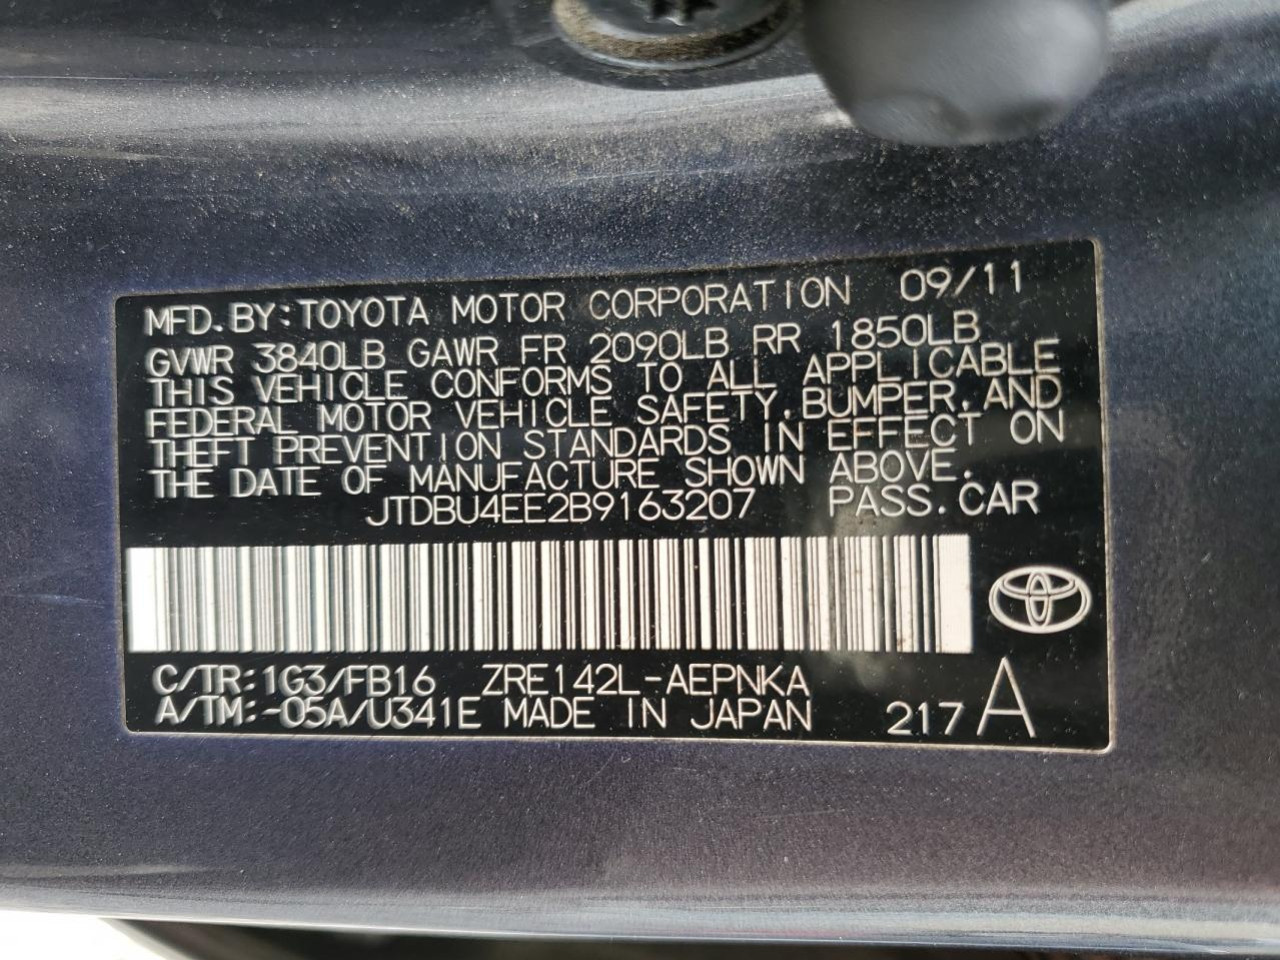 MFD. BY: TOYOTA MOTOR CORPORATION 09/11
GVWR 3840LB GAWR FR 2090LB RR 1850LB
THIS VEHICLE CONFORMS TO ALL APPLICABLE
FEDERAL MOTOR VEHICLE SAFETY, BUMPER, AND
THEFT PREVENTION STANDARDS IN EFFECT ON
THE DATE OF MANUFACTURE SHOWN ABOVE.
JTDBU4EE2B9163207 PASS. CAR
C/TR: 1G3/FB16 ZRE142L-AEPNKA
A/TM: -05A/U341E MADE IN JAPAN 217 A